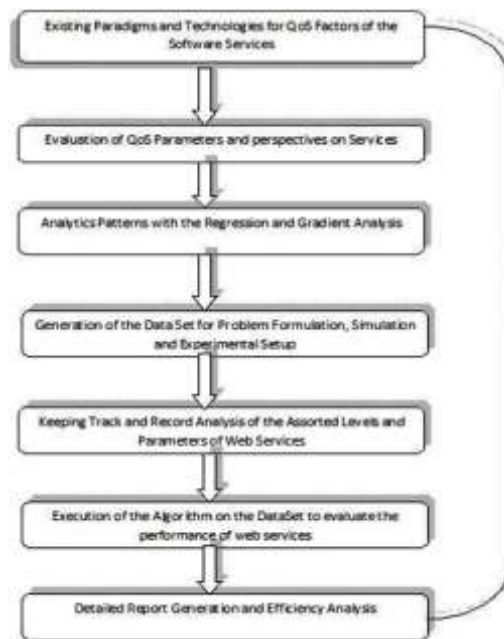 Existing Paradigms and Technologies for QoS Factors of the
Software Services
Evaluation of QoS Parameters and perspectives on Services
Analytics Patterns with the Regression and Gradient Analysis
Generation of the Data Set for Problem Formulation, Simulation
and Experimental Setup
Keeping Track and Record Analysis of the Assorted Levels and
Parameters of Web Services
Execution of the Algorithm on the DataSet to evaluate the
performance of web services
Detailed Report Generation and Efficiency Analysis